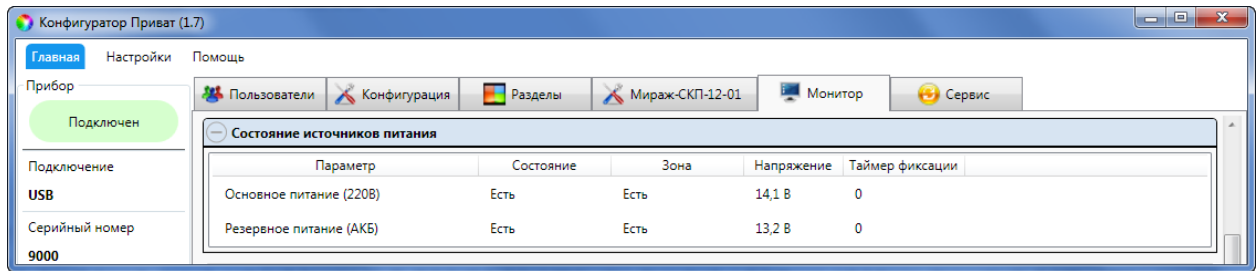 Конфигуратор Приват (1.7)
Главная Настройки Помощь
Прибор
Пользователи Конфигурация Разделы Мираж-СКП-12-01 Монитор Сервис
Подключен
Состояние источников питания
Параметр Состояние Зона Напряжение Таймер фиксации
Подключение
USB
Основное питание (220В) Есть Есть 14,1 В 0
Серийный номер
Резервное питание (АКБ) Есть Есть 13,2 В 0
9000